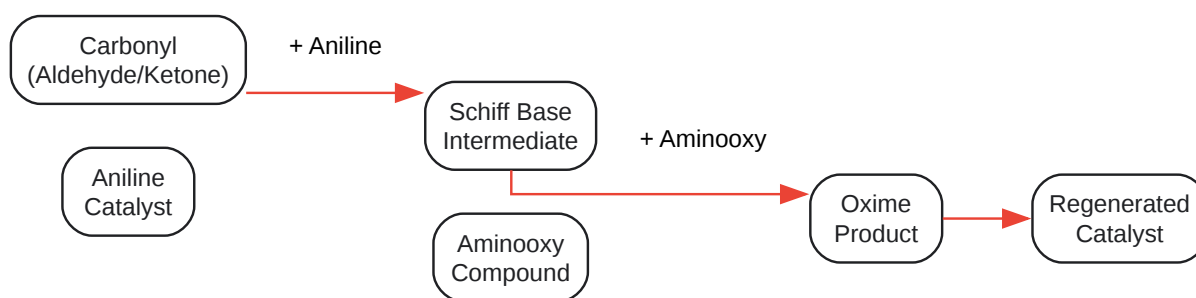 Carbonyl
(Aldehyde/Ketone)
+ Aniline
Aniline
Catalyst
Schiff Base
Intermediate
+ Aminooxy
Aminooxy
Compound
Oxime
Product
Regenerated
Catalyst